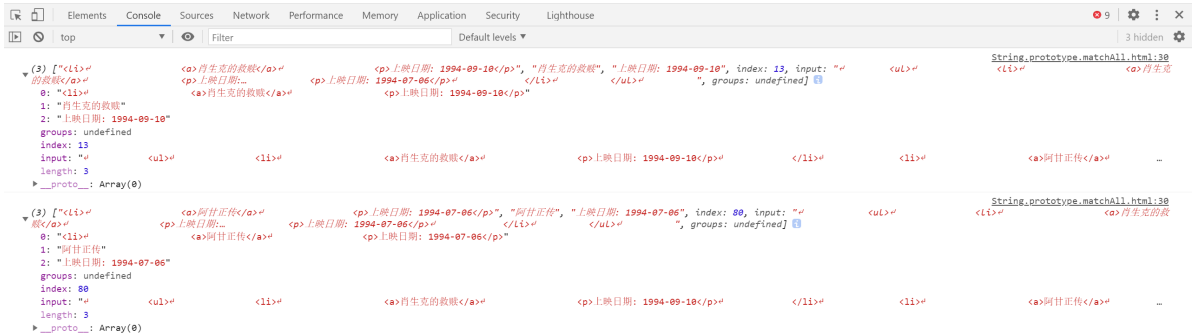 Elements Console Sources Network Performance Memory Application Security Lighthouse 9
top Filter Default levels ▼ 3 hidden
String.prototype.matchAll.html:30
(3) ["<li>↵ <a>肖生克的救赎</a>↵ <p>上映日期: 1994-09-10</p>", "肖生克的救赎", "上映日期: 1994-09-10", index: 13, input: "↵ <ul>↵ <li>↵ <a>肖生克
的救赎</a>↵ <p>上映日期:… <p>上映日期: 1994-07-06</p>↵ </li>↵ </ul>↵ ", groups: undefined]
0: "<li>↵ <a>肖生克的救赎</a>↵ <p>上映日期: 1994-09-10</p>"
1: "肖生克的救赎"
2: "上映日期: 1994-09-10"
groups: undefined
index: 13
input: "↵ <ul>↵ <li>↵ <a>肖生克的救赎</a>↵ <p>上映日期: 1994-09-10</p>↵ </li>↵ <li>↵ <a>阿甘正传</a>↵ …
length: 3
▶ __proto__: Array(0)
String.prototype.matchAll.html:30
(3) ["<li>↵ <a>阿甘正传</a>↵ <p>上映日期: 1994-07-06</p>", "阿甘正传", "上映日期: 1994-07-06", index: 80, input: "↵ <ul>↵ <li>↵ <a>肖生克的救
赎</a>↵ <p>上映日期:… <p>上映日期: 1994-07-06</p>↵ </li>↵ </ul>↵ ", groups: undefined]
0: "<li>↵ <a>阿甘正传</a>↵ <p>上映日期: 1994-07-06</p>"
1: "阿甘正传"
2: "上映日期: 1994-07-06"
groups: undefined
index: 80
input: "↵ <ul>↵ <li>↵ <a>肖生克的救赎</a>↵ <p>上映日期: 1994-09-10</p>↵ </li>↵ <li>↵ <a>阿甘正传</a>↵ …
length: 3
▶ __proto__: Array(0)